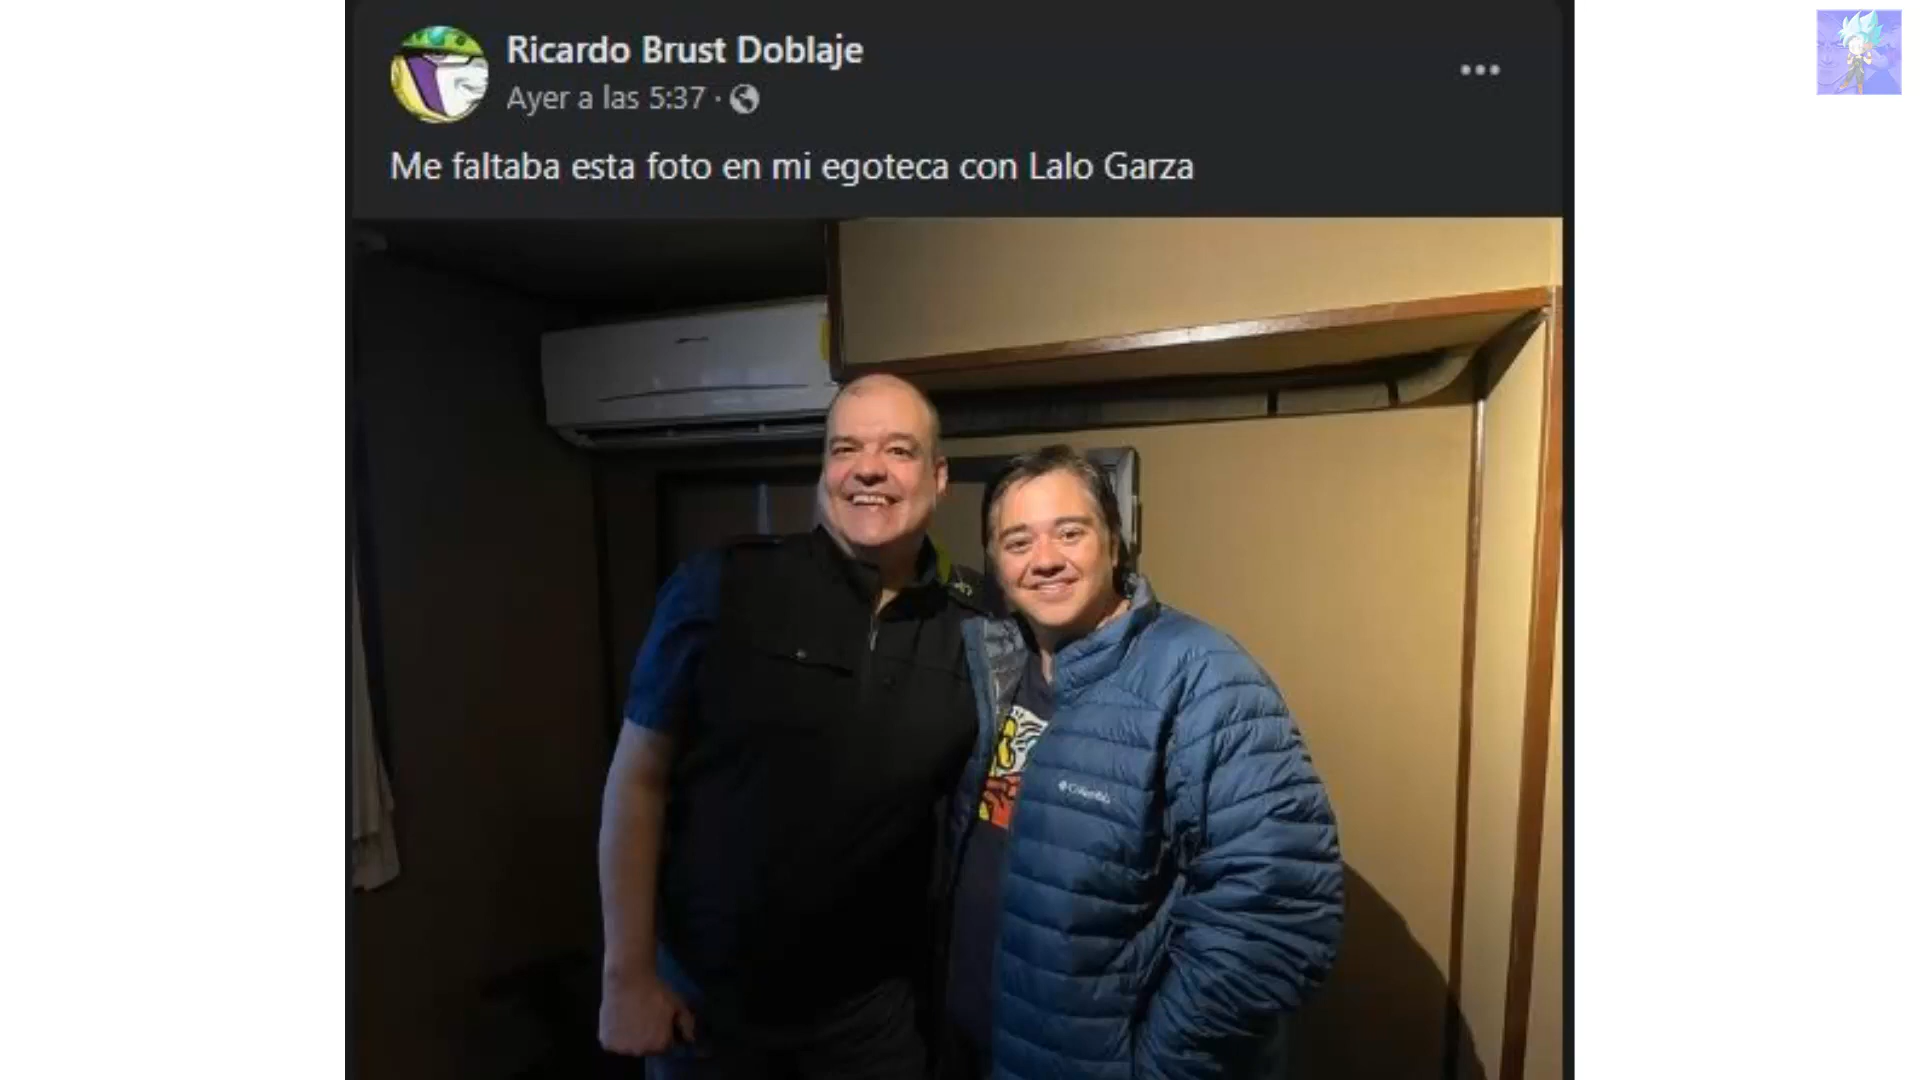 Ricardo Brust Doblaje
Ayer a las 5:37 ·
Me faltaba esta foto en mi egoteca con Lalo Garza
Columbia